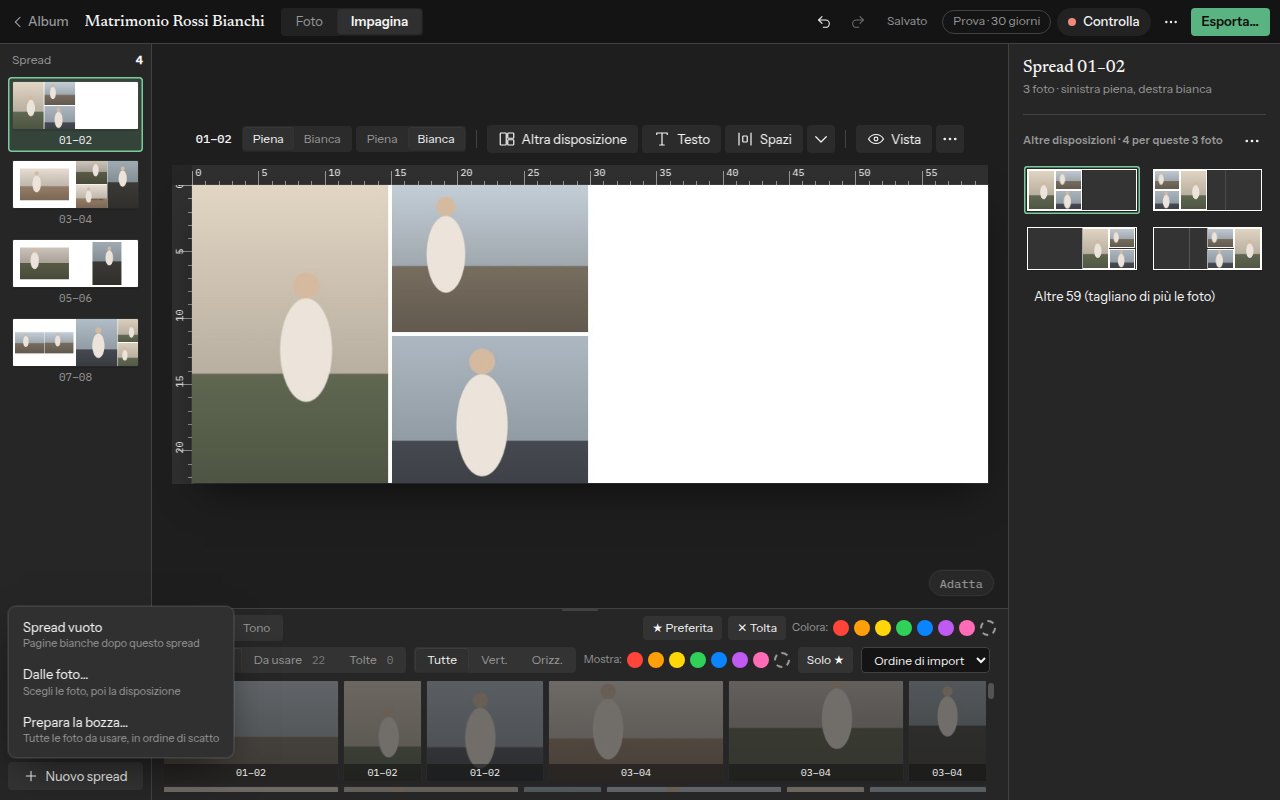 Album
Matrimonio Rossi Bianchi
Foto
Impagina
Salvato
Prova · 30 giorni
Controlla
Esporta...
Spread
4
01–02
03–04
05–06
07–08
01–02
Piena
Bianca
Piena
Bianca
Altra disposizione
Testo
Spazi
Vista
0 5 10 15 20 25 30 35 40 45 50 55
0
5
10
15
20
Adatta
Spread 01–02
3 foto · sinistra piena, destra bianca
Altre disposizioni · 4 per queste 3 foto
Altre 59 (tagliano di più le foto)
Spread vuoto
Pagine bianche dopo questo spread
Dalle foto...
Scegli le foto, poi la disposizione
Prepara la bozza...
Tutte le foto da usare, in ordine di scatto
Nuovo spread
Tono
★ Preferita
✕ Tolta
Colora:
Da usare 22
Tolte 0
Tutte
Vert.
Orizz.
Mostra:
Solo ★
Ordine di import
01–02
01–02
01–02
03–04
03–04
03–04